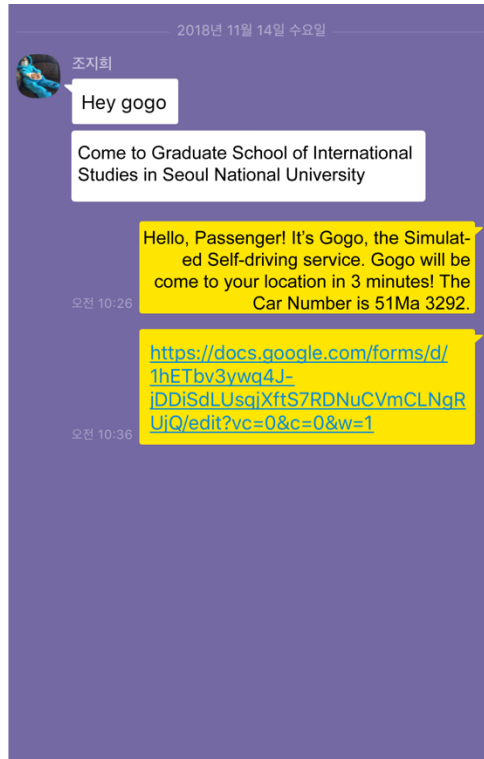 2018년 11월 14일 수요일
조지희
Hey gogo
Come to Graduate School of International
Studies in Seoul National University
Hello, Passenger! It's Gogo, the Simulat-
ed Self-driving service. Gogo will be
come to your location in 3 minutes! The
Car Number is 51Ma 3292.
오전 10:26
https://docs.google.com/forms/d/
1hETbv3ywq4J-
jDDiSdLUsqjXftS7RDNuCVmCLNgR
UjQ/edit?vc=0&c=0&w=1
오전 10:36